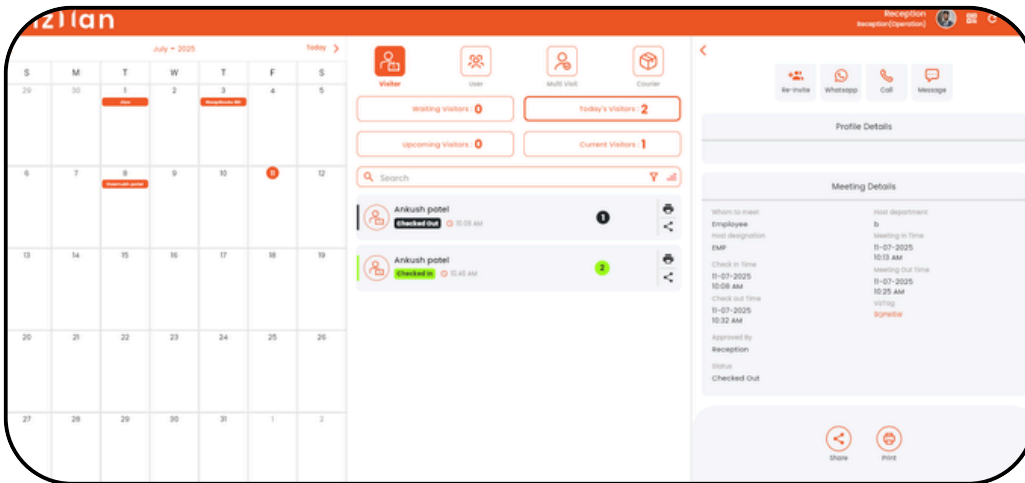 Reception
Reception(Operation)
July - 2025
Today
S M T W T F S
29 30 1 2 3 4 5
6 7 8 9 10 11 12
13 14 15 16 17 18 19
20 21 22 23 24 25 26
27 28 29 30 31 1 2
Visitor User Multi Visit Courier
Waiting Visitors : 0 Today's Visitors : 2
Upcoming Visitors : 0 Current Visitors : 1
Search
Ankush patel
Checked Out 10:08 AM
1
Ankush patel
Checked In 10:40 AM
2
Re-Invite Whatsapp Call Message
Profile Details
Meeting Details
Whom to meet
Employee
Host designation
EMP
Check In Time
11-07-2025
10:08 AM
Check out Time
11-07-2025
10:32 AM
Approved By
Reception
Status
Checked Out
Host department
b
Meeting In Time
11-07-2025
10:13 AM
Meeting Out Time
11-07-2025
10:25 AM
VizTag
Share Print